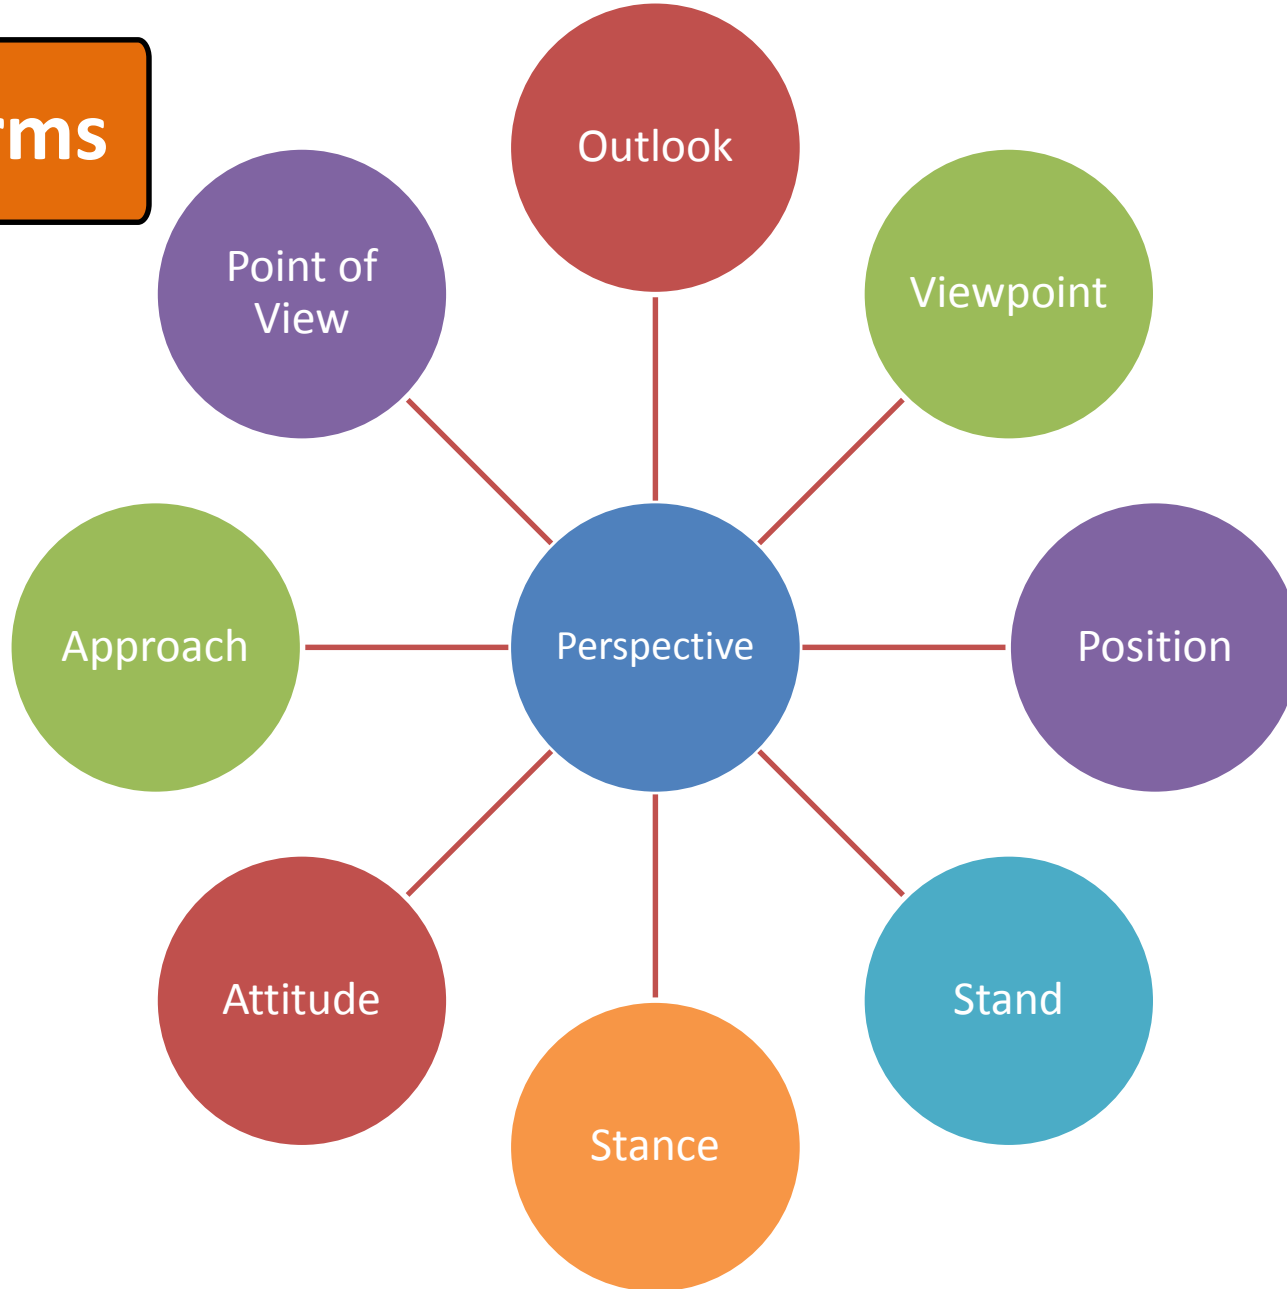 rms
Outlook
Point of
View
Viewpoint
Approach
Perspective
Position
Attitude
Stand
Stance